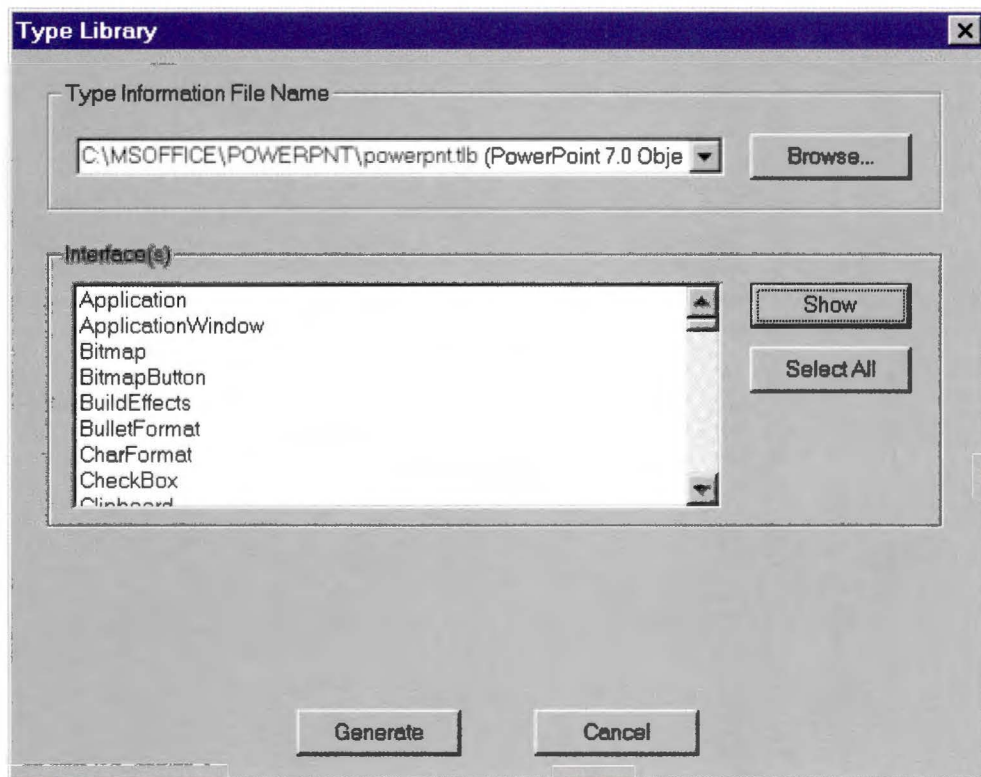 Type Library
Type Information File Name
C:\MSOFFICE\POWERPNT\powerpnt.tlb (PowerPoint 7.0 Obje
Browse...
Interface(s)
Application
ApplicationWindow
Bitmap
BitmapButton
BuildEffects
BulletFormat
CharFormat
CheckBox
Clipboard
Show
Select All
Generate
Cancel